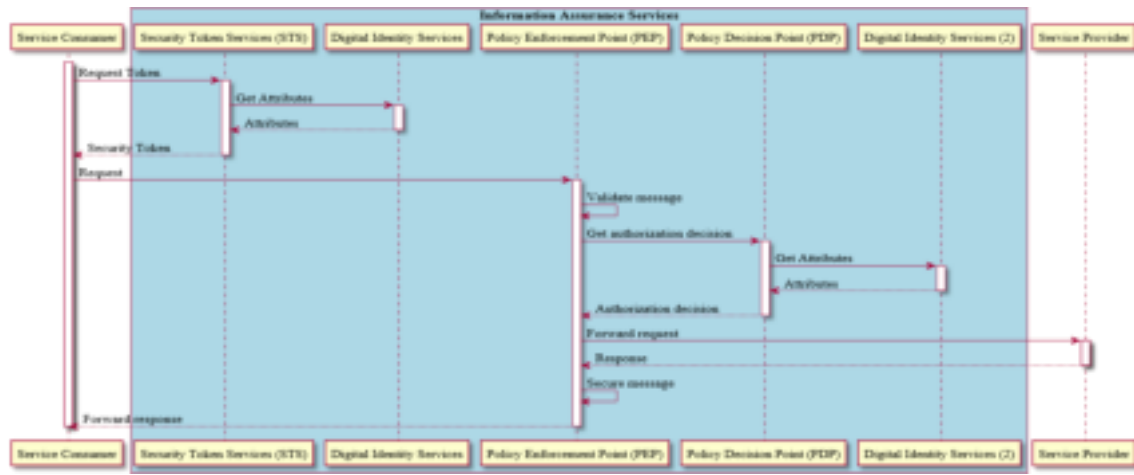 Information Assurance Services
Service Consumer Security Token Services (STS) Digital Identity Services Policy Enforcement Point (PEP) Policy Decision Point (PDP) Digital Identity Services (2) Service Provider
Request Token
Get Attributes
Attributes
Security Token
Request
Validate message
Get authorization decision
Get Attributes
Attributes
Authorization decision
Forward request
Response
Secure message
Forward response
Service Consumer Security Token Services (STS) Digital Identity Services Policy Enforcement Point (PEP) Policy Decision Point (PDP) Digital Identity Services (2) Service Provider